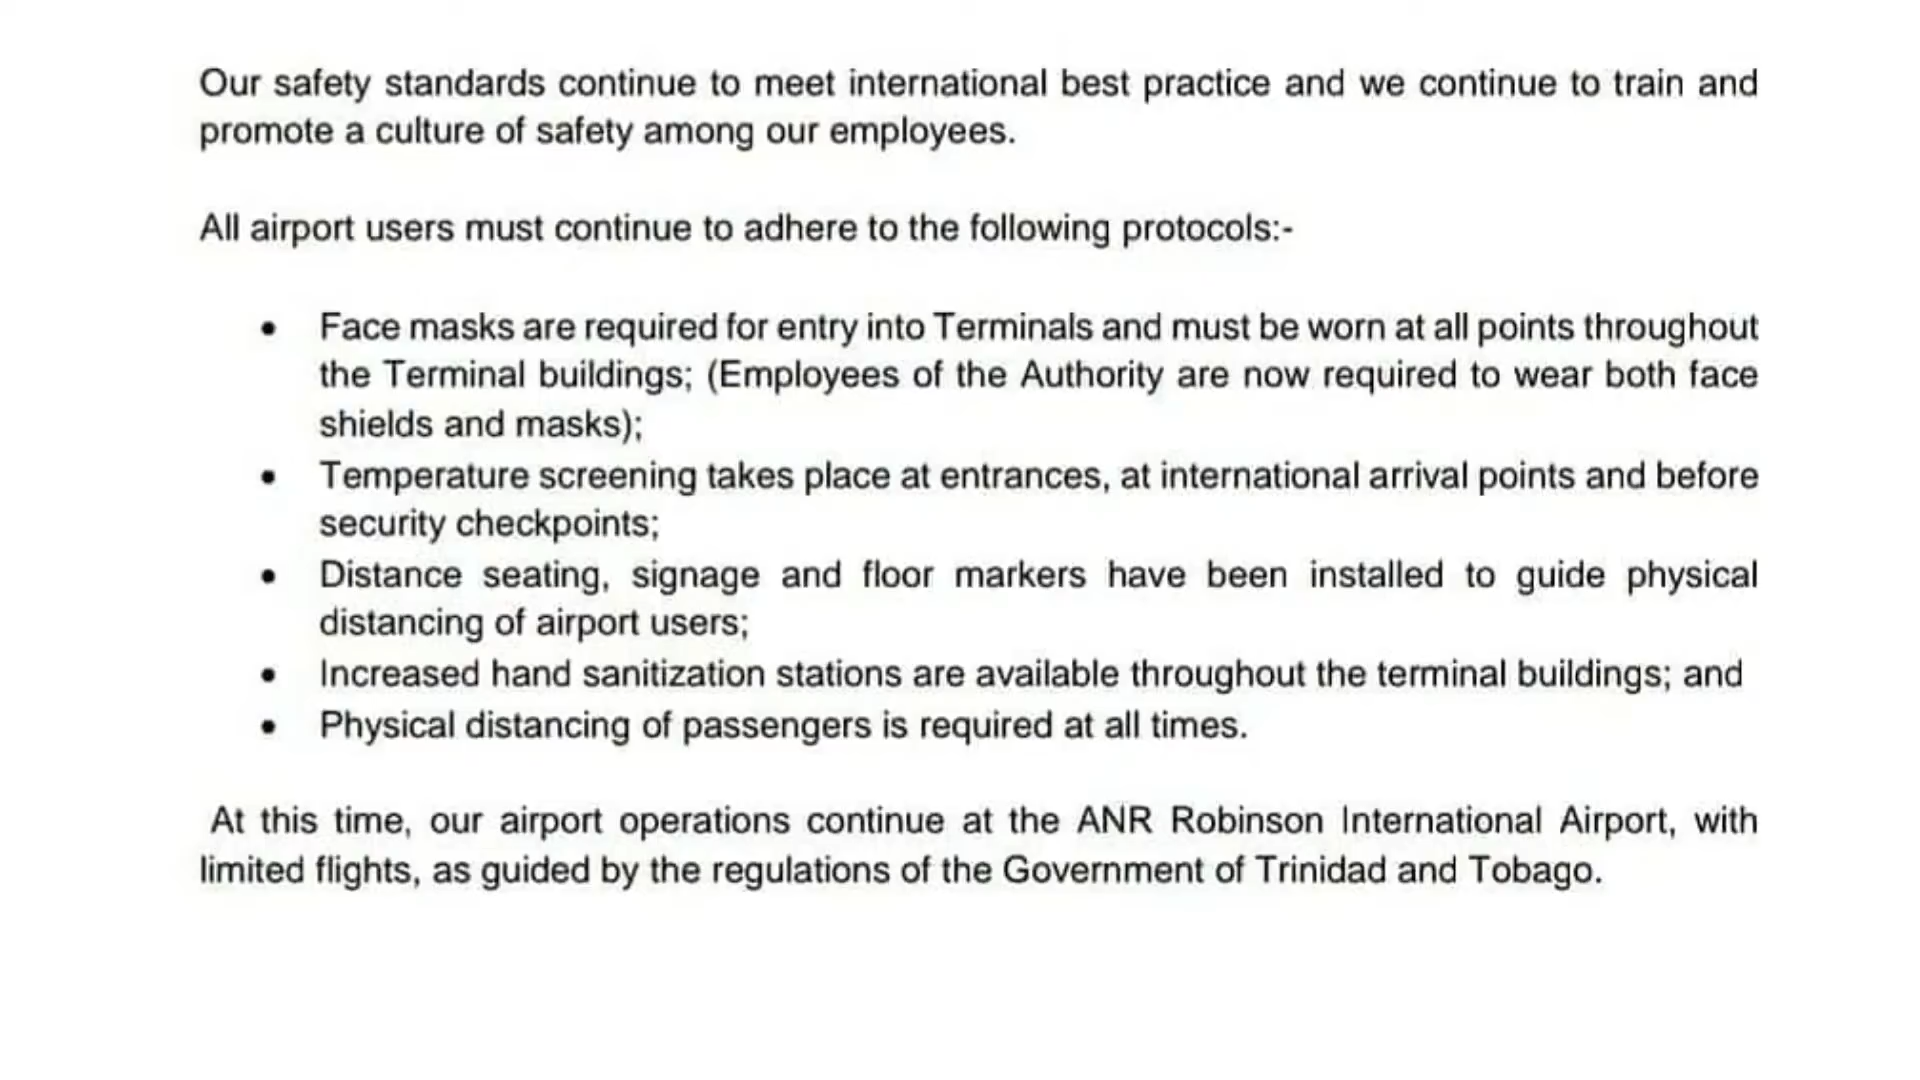 Our safety standards continue to meet international best practice and we continue to train and
promote a culture of safety among our employees.
All airport users must continue to adhere to the following protocols:-
• Face masks are required for entry into Terminals and must be worn at all points throughout
the Terminal buildings; (Employees of the Authority are now required to wear both face
shields and masks);
• Temperature screening takes place at entrances, at international arrival points and before
security checkpoints;
• Distance seating, signage and floor markers have been installed to guide physical
distancing of airport users;
• Increased hand sanitization stations are available throughout the terminal buildings; and
• Physical distancing of passengers is required at all times.
At this time, our airport operations continue at the ANR Robinson International Airport, with
limited flights, as guided by the regulations of the Government of Trinidad and Tobago.